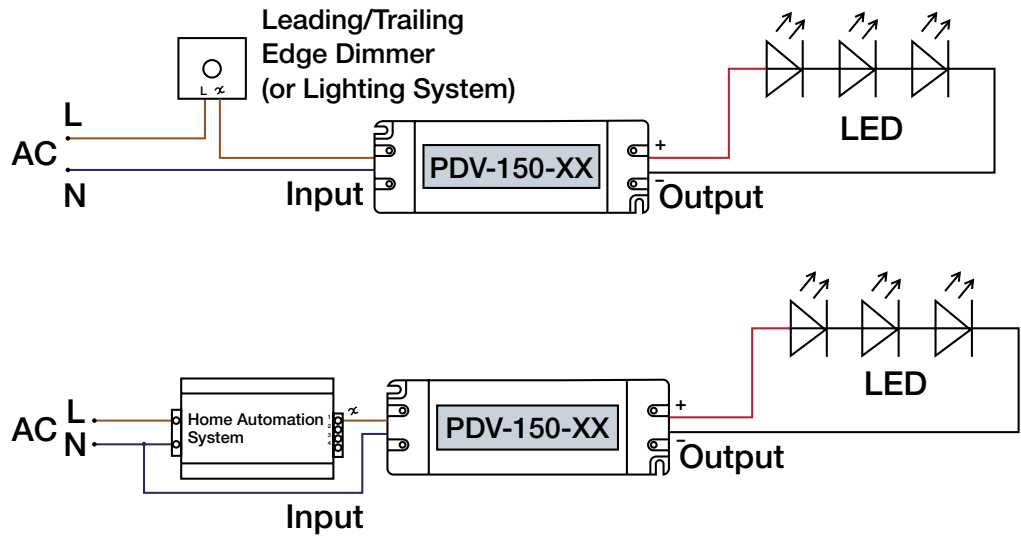 Leading/Trailing
Edge Dimmer
(or Lighting System)
L
L
AC
N
Input
PDV-150-XX
+
−
Output
LED
AC
L
N
Home Automation
System
1
2
3
4
Input
PDV-150-XX
+
−
Output
LED